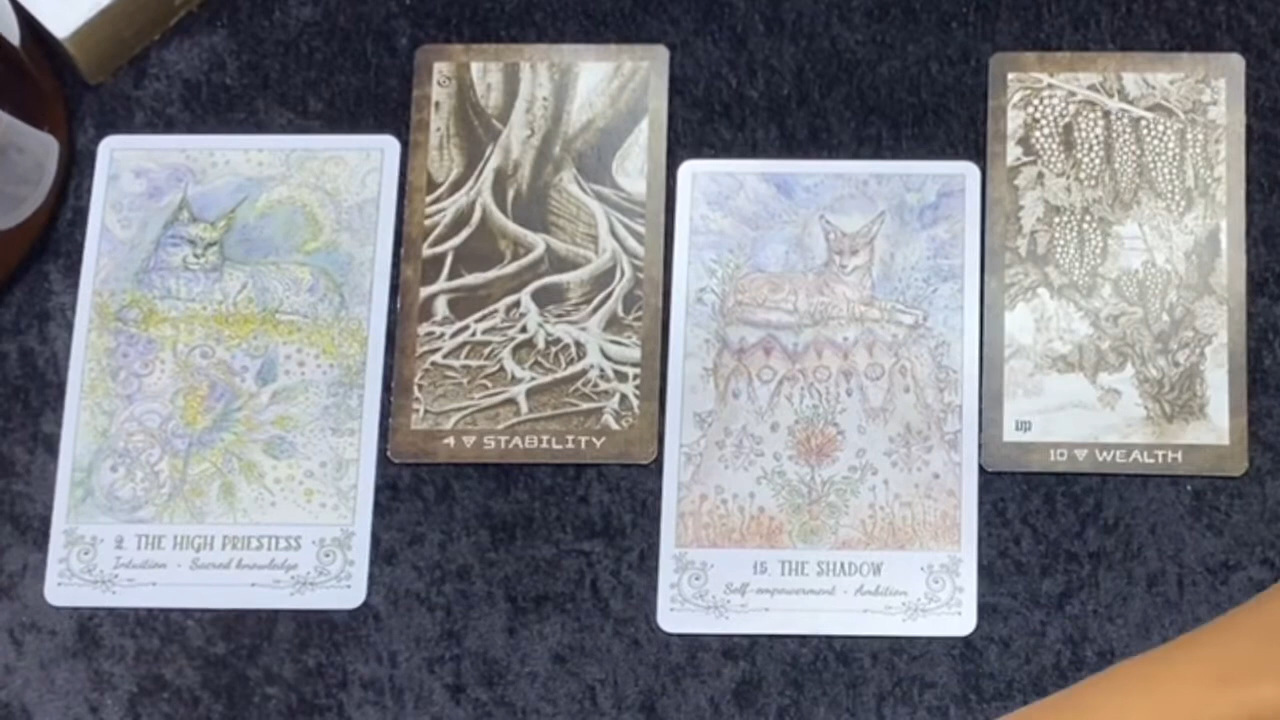 2. THE HIGH PRIESTESS
Intuition · Sacred knowledge
4 ▽ STABILITY
15. THE SHADOW
Self-empowerment · Ambition
10 ▽ WEALTH